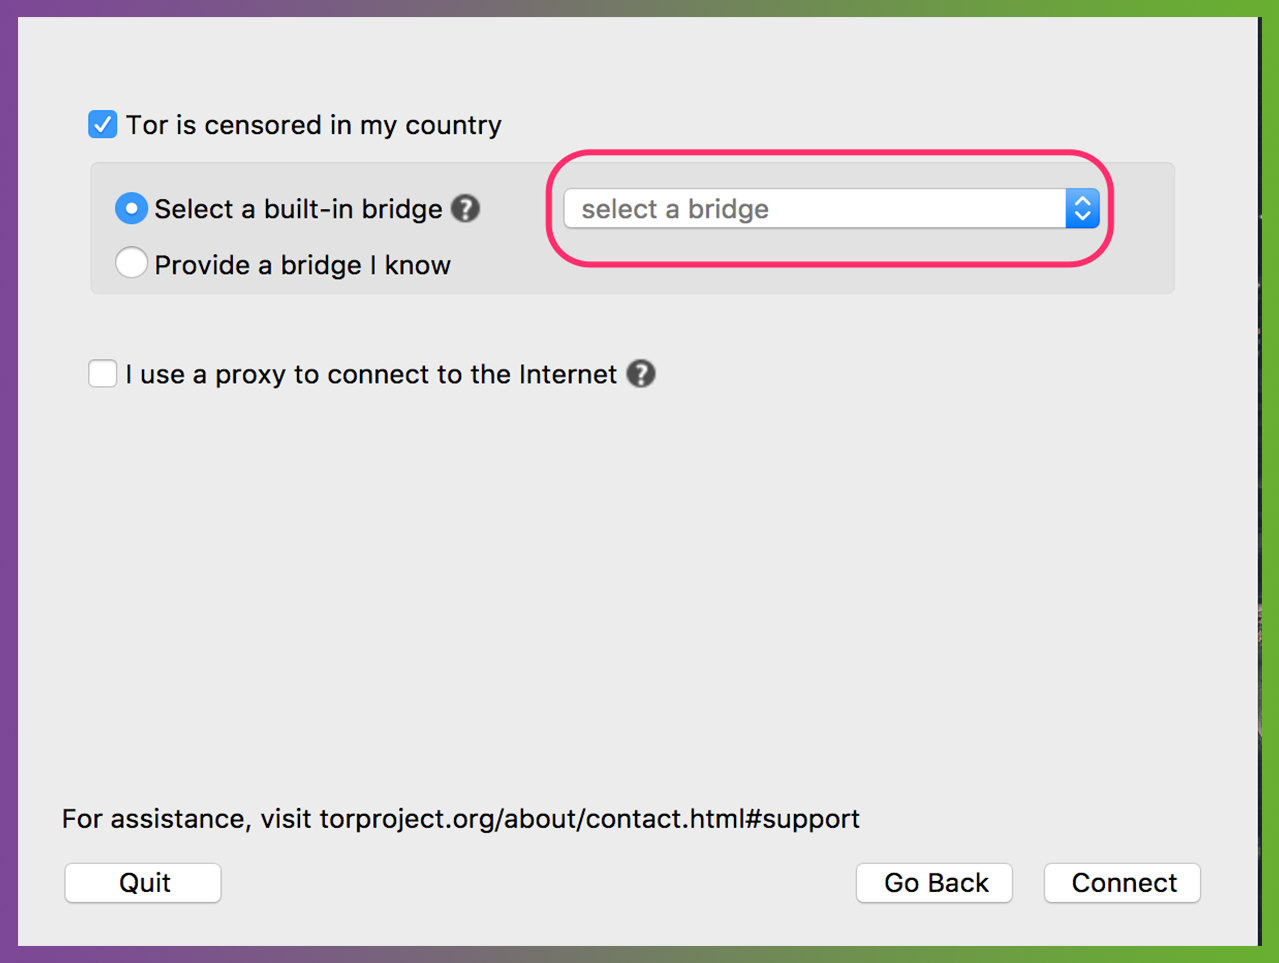 Tor is censored in my country
Select a built-in bridge ?
select a bridge
Provide a bridge I know
I use a proxy to connect to the Internet ?
For assistance, visit torproject.org/about/contact.html#support
Quit
Go Back
Connect